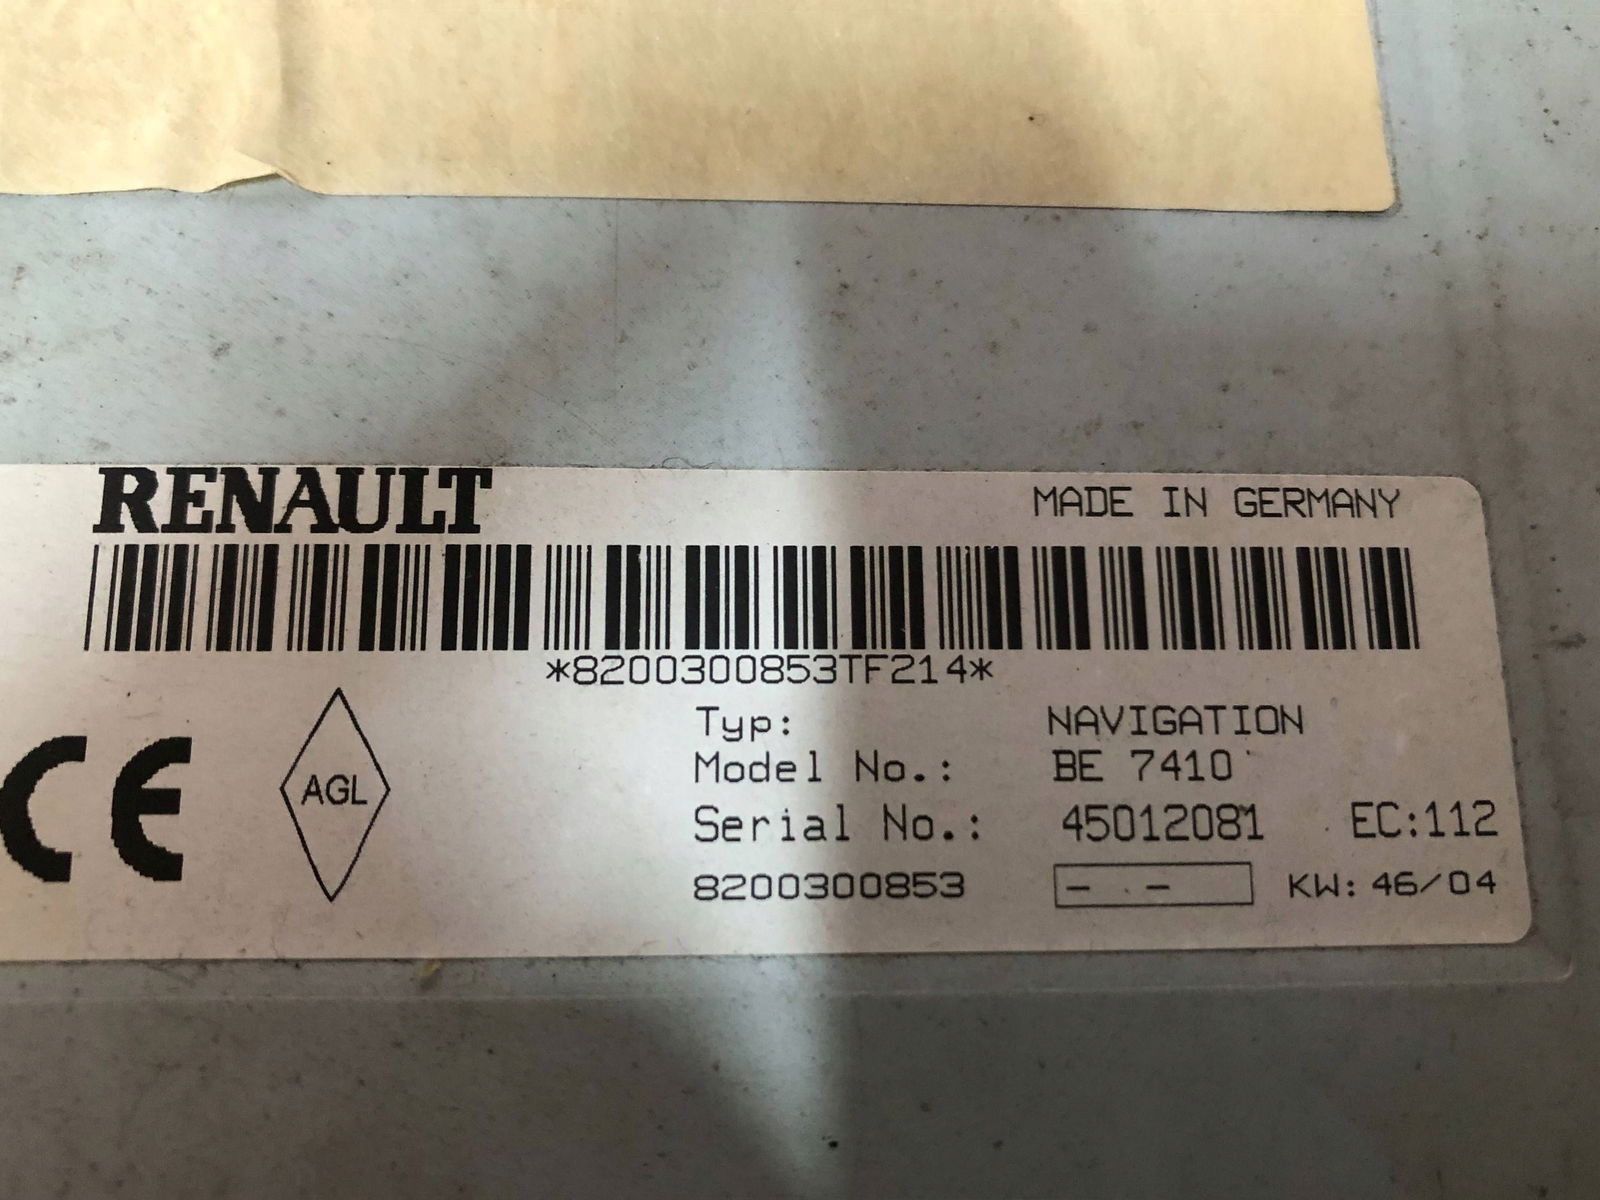 RENAULT MADE IN GERMANY
*8200300853TF214*
Typ: NAVIGATION
CE AGL Model No.: BE 7410
Serial No.: 45012081 EC:112
8200300853 - - KW: 46/04